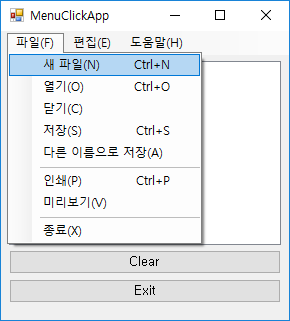 MenuClickApp
파일(F) 편집(E) 도움말(H)
새 파일(N) Ctrl+N
열기(O) Ctrl+O
닫기(C)
저장(S) Ctrl+S
다른 이름으로 저장(A)
인쇄(P) Ctrl+P
미리보기(V)
종료(X)
Clear
Exit